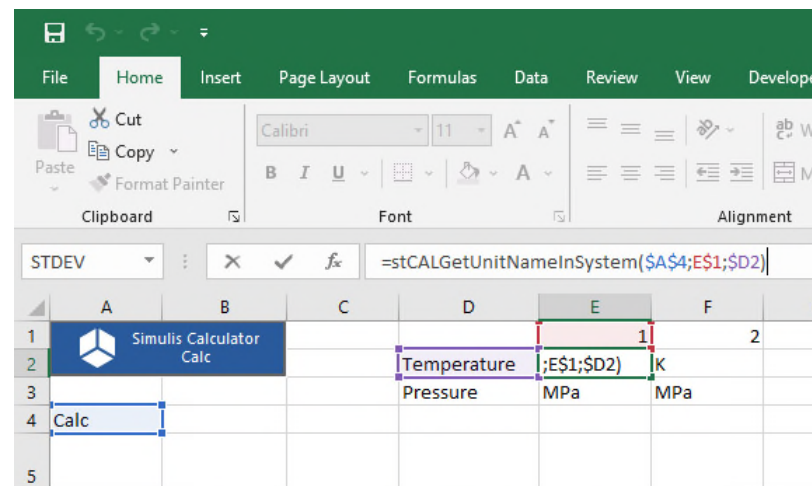 File Home Insert Page Layout Formulas Data Review View Develope
Cut
Calibri 11 A A ab W
Paste Copy
Format Painter B I U A M
Clipboard Font Alignment
STDEV fx =stCALGetUnitNameInSystem($A$4;E$1;$D2)
A B C D E F
1 Simulis Calculator 1 2
Calc
2 Temperature ;E$1;$D2) K
3 Pressure MPa MPa
4 Calc
5